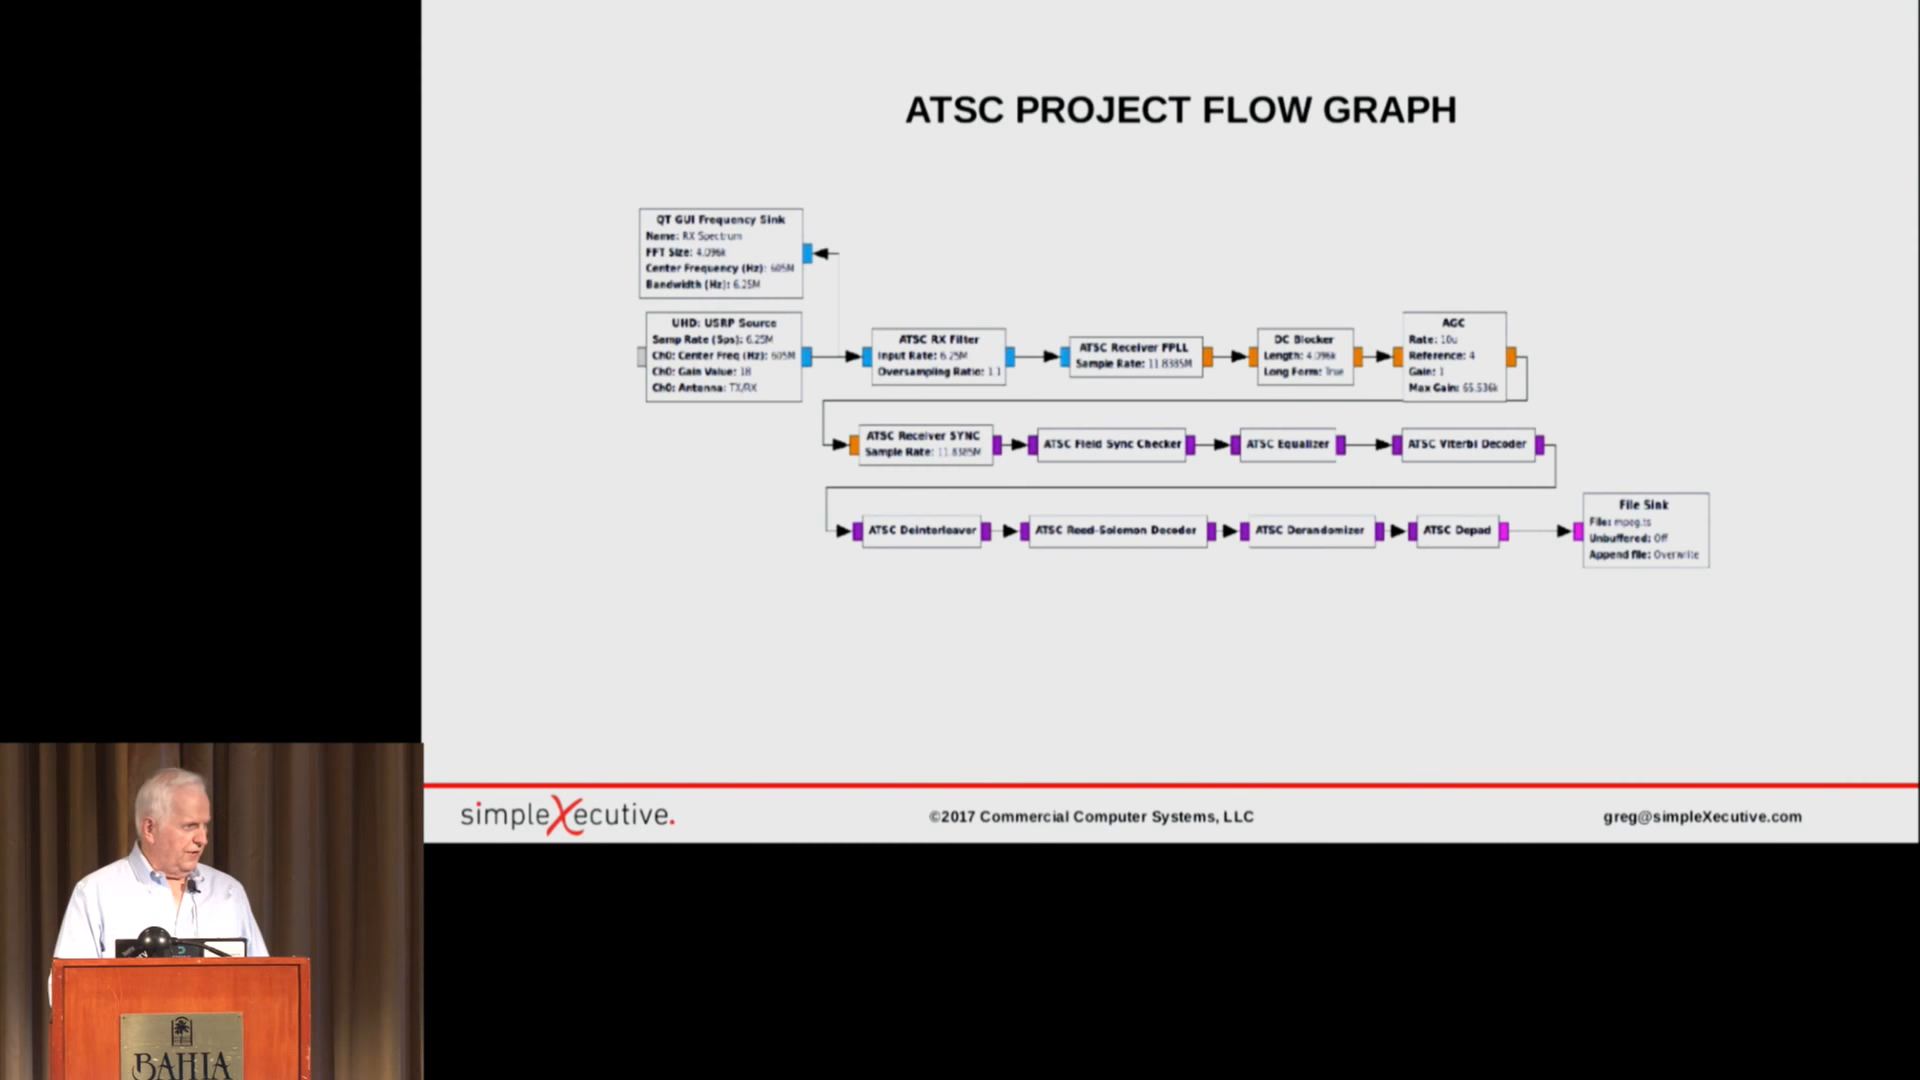 ATSC PROJECT FLOW GRAPH
QT GUI Frequency Sink
Name: RX Spectrum
FFT Size: 4.096k
Center Frequency (Hz): 605M
Bandwidth (Hz): 6.25M
UHD: USRP Source
Samp Rate (Sps): 6.25M
Ch0: Center Freq (Hz): 605M
Ch0: Gain Value: 18
Ch0: Antenna: TX/RX
ATSC RX Filter
Input Rate: 6.25M
Oversampling Ratio: 1.1
ATSC Receiver FPLL
Sample Rate: 11.8385M
DC Blocker
Length: 4.096k
Long Form: True
AGC
Rate: 10u
Reference: 4
Gain: 1
Max Gain: 65.536k
ATSC Receiver SYNC
Sample Rate: 11.8385M
ATSC Field Sync Checker
ATSC Equalizer
ATSC Viterbi Decoder
ATSC Deinterleaver
ATSC Reed-Solomon Decoder
ATSC Derandomizer
ATSC Depad
File Sink
File: mpeg.ts
Unbuffered: Off
Append file: Overwrite
simpleXecutive.
©2017 Commercial Computer Systems, LLC
greg@simpleXecutive.com
BAHIA